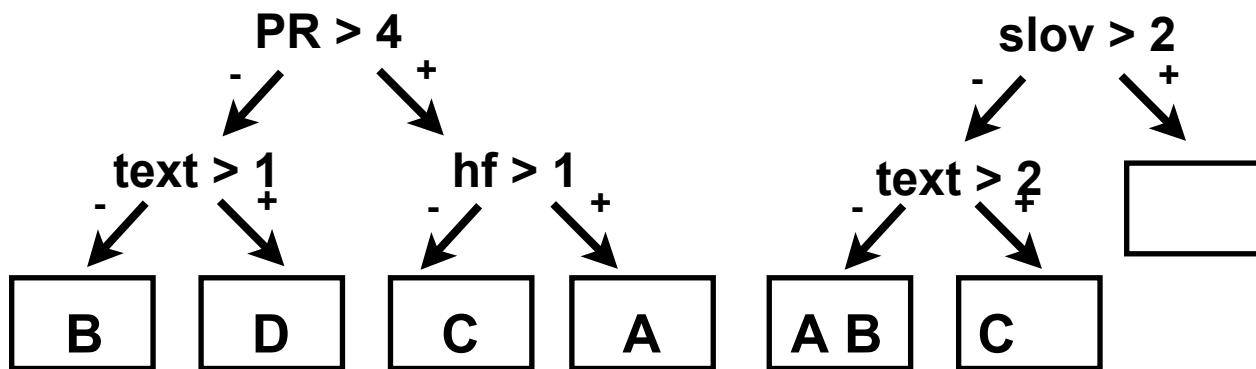 PR > 4
- +
text > 1
hf > 1
- +
- +
B
D
C
A
slov > 2
- +
text > 2
- +
A B
C